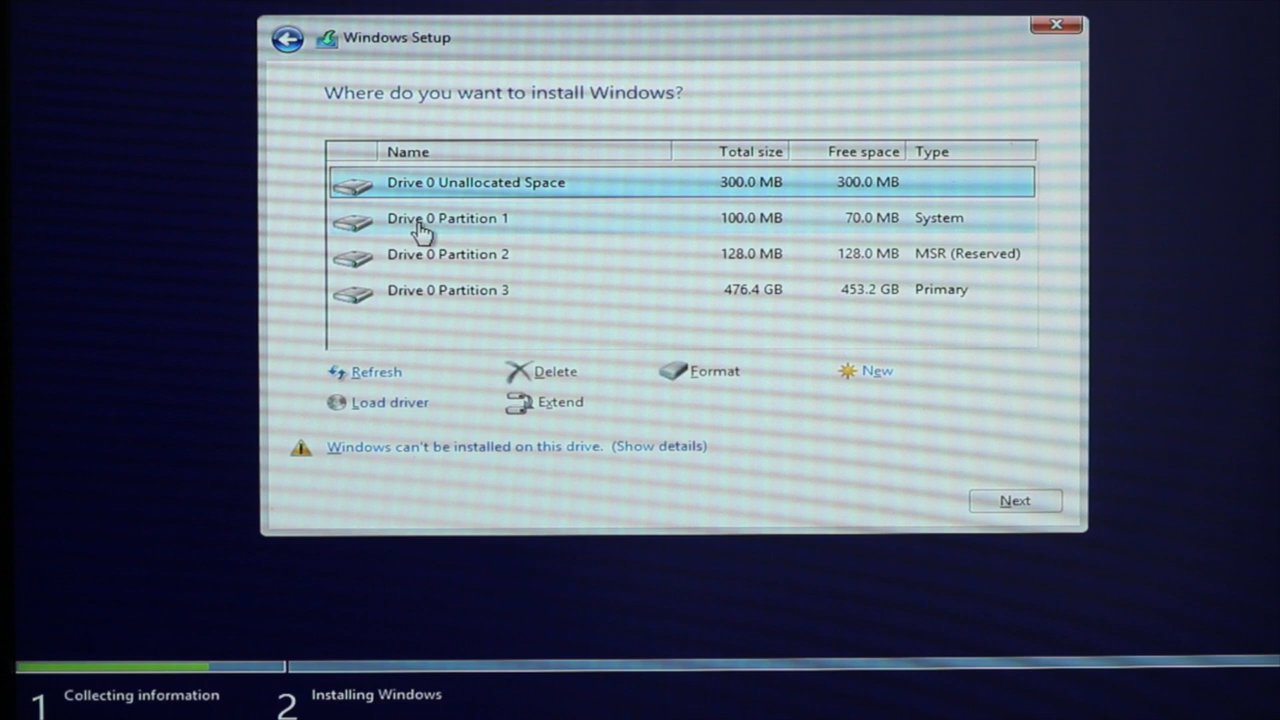 Windows Setup
Where do you want to install Windows?
Name Total size Free space Type
Drive 0 Unallocated Space 300.0 MB 300.0 MB
Drive 0 Partition 1 100.0 MB 70.0 MB System
Drive 0 Partition 2 128.0 MB 128.0 MB MSR (Reserved)
Drive 0 Partition 3 476.4 GB 453.2 GB Primary
Refresh Delete Format New
Load driver Extend
Windows can't be installed on this drive. (Show details)
Next
1 Collecting information 2 Installing Windows